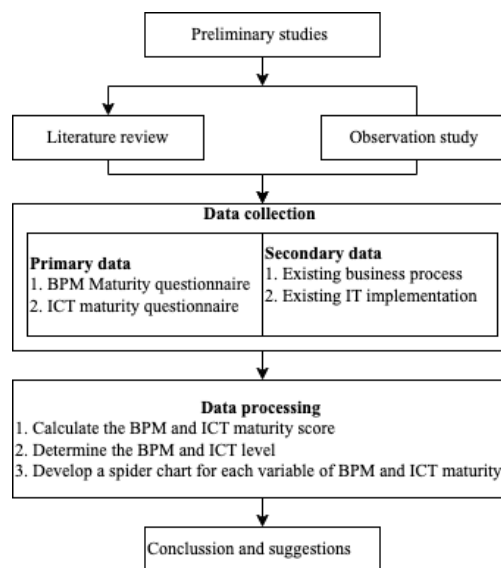 Preliminary studies
Literature review
Observation study
Data collection
Primary data
1. BPM Maturity questionnaire
2. ICT maturity questionnaire
Secondary data
1. Existing business process
2. Existing IT implementation
Data processing
1. Calculate the BPM and ICT maturity score
2. Determine the BPM and ICT level
3. Develop a spider chart for each variable of BPM and ICT maturity
Conclussion and suggestions